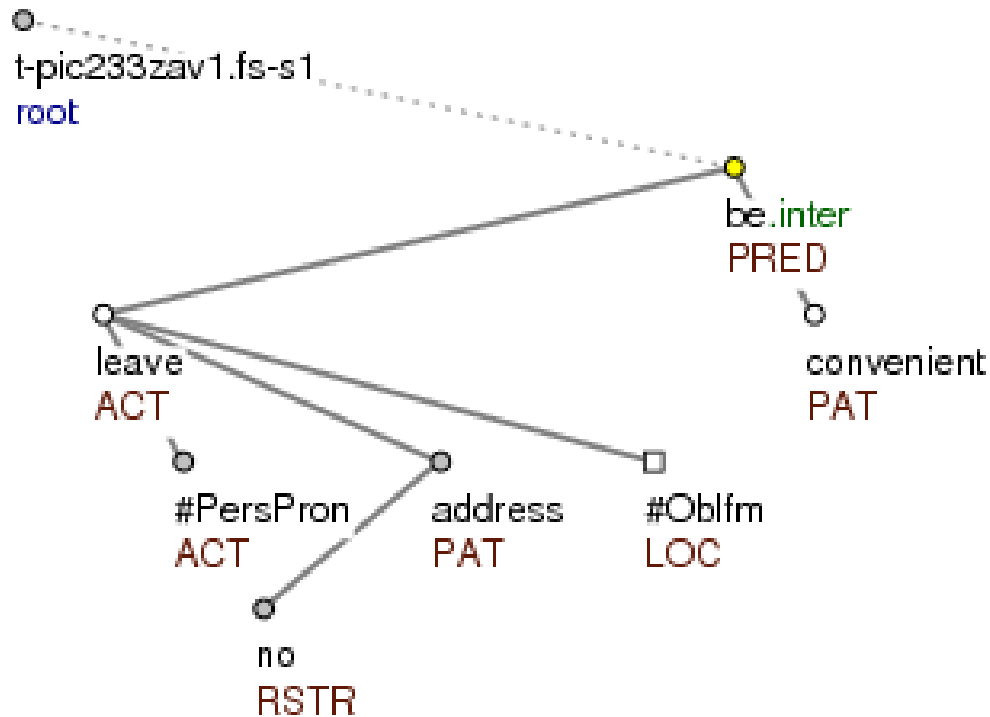 t-pic233zav1.fs-s1
root
be.inter
PRED
leave
ACT
convenient
PAT
#PersPron
ACT
address
PAT
#Oblfm
LOC
no
RSTR